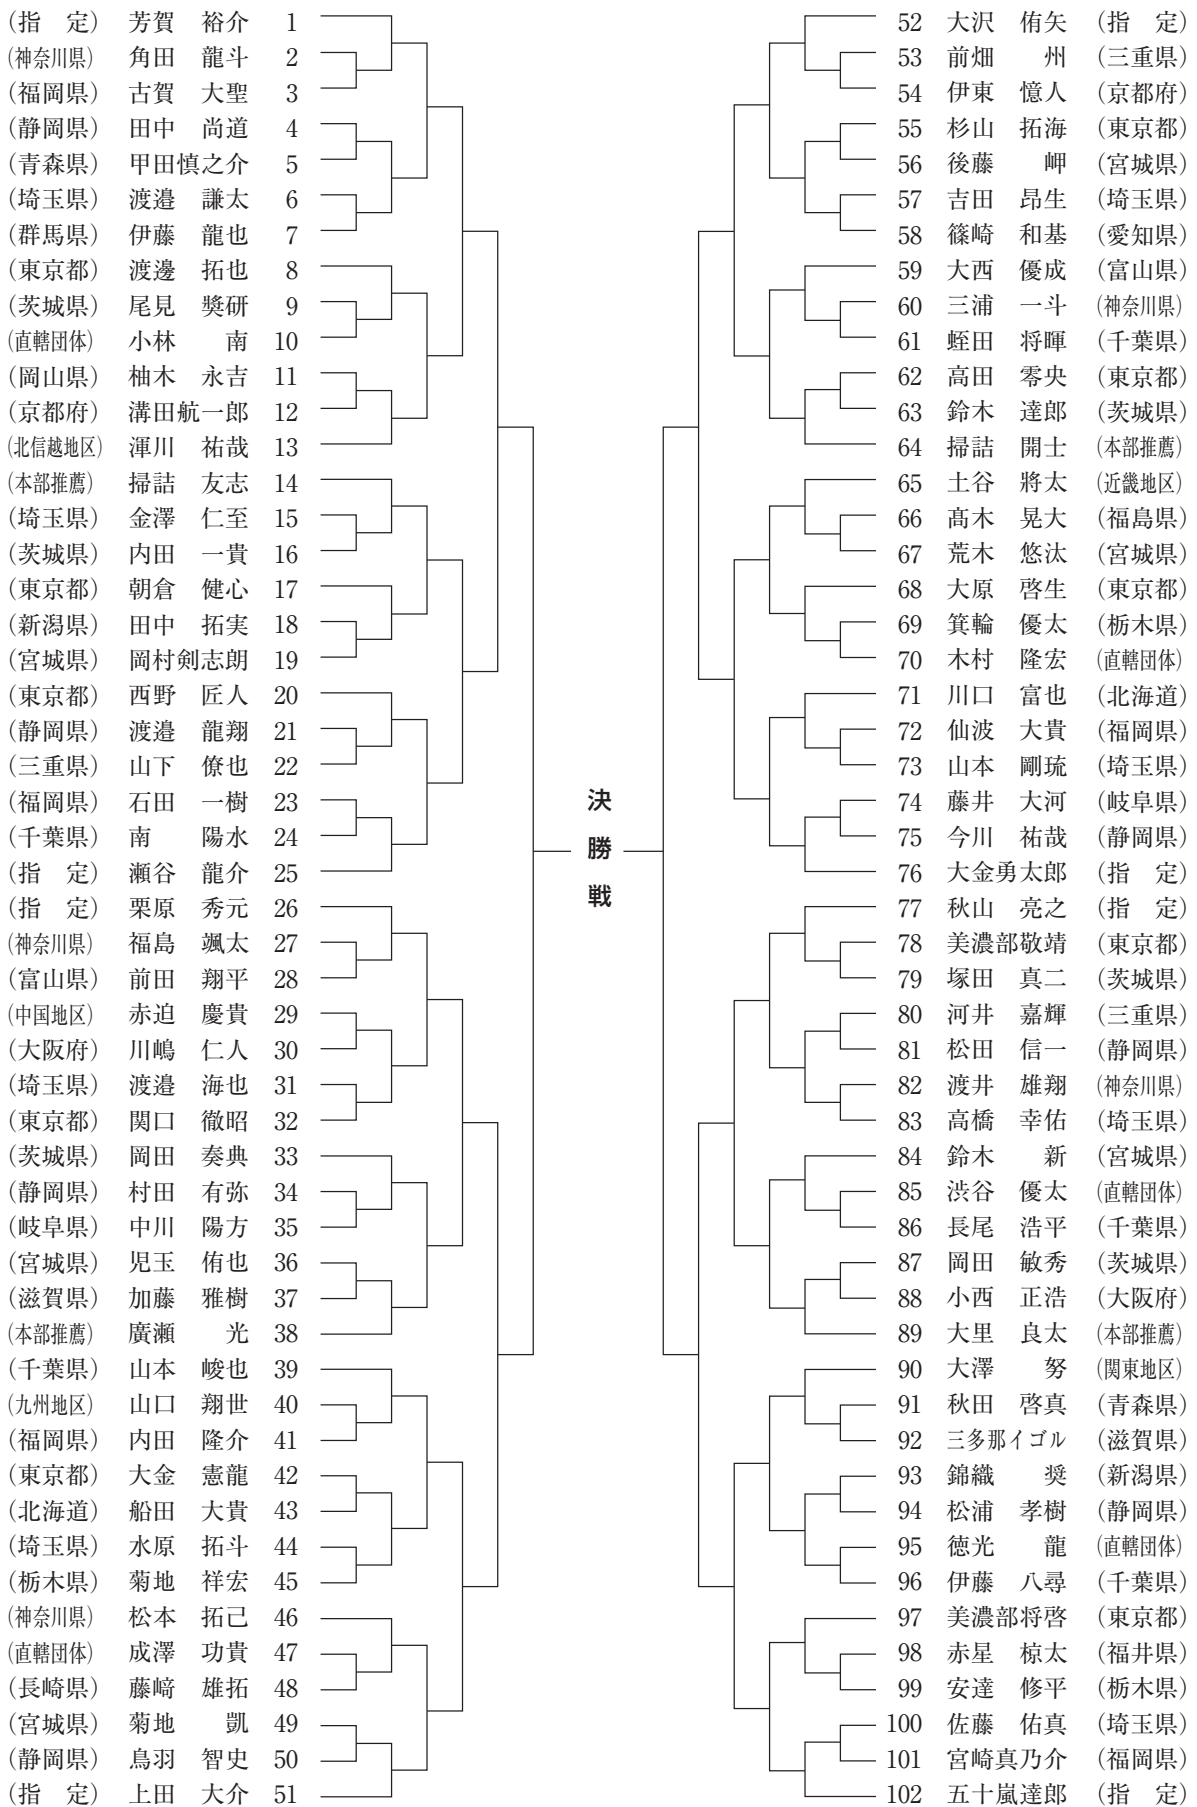 (指　定)　芳賀　裕介　1
(神奈川県)　角田　龍斗　2
(福岡県)　古賀　大聖　3
(静岡県)　田中　尚道　4
(青森県)　甲田慎之介　5
(埼玉県)　渡邉　謙太　6
(群馬県)　伊藤　龍也　7
(東京都)　渡邊　拓也　8
(茨城県)　尾見　奬研　9
(直轄団体)　小林　　南　10
(岡山県)　柚木　永吉　11
(京都府)　溝田航一郎　12
(北信越地区)　渾川　祐哉　13
(本部推薦)　掃詰　友志　14
(埼玉県)　金澤　仁至　15
(茨城県)　内田　一貴　16
(東京都)　朝倉　健心　17
(新潟県)　田中　拓実　18
(宮城県)　岡村剣志朗　19
(東京都)　西野　匠人　20
(静岡県)　渡邉　龍翔　21
(三重県)　山下　僚也　22
(福岡県)　石田　一樹　23
(千葉県)　南　　陽水　24
(指　定)　瀬谷　龍介　25
(指　定)　栗原　秀元　26
(神奈川県)　福島　颯太　27
(富山県)　前田　翔平　28
(中国地区)　赤迫　慶貴　29
(大阪府)　川嶋　仁人　30
(埼玉県)　渡邉　海也　31
(東京都)　関口　徹昭　32
(茨城県)　岡田　奏典　33
(静岡県)　村田　有弥　34
(岐阜県)　中川　陽方　35
(宮城県)　児玉　侑也　36
(滋賀県)　加藤　雅樹　37
(本部推薦)　廣瀬　　光　38
(千葉県)　山本　峻也　39
(九州地区)　山口　翔世　40
(福岡県)　内田　隆介　41
(東京都)　大金　憲龍　42
(北海道)　船田　大貴　43
(埼玉県)　水原　拓斗　44
(栃木県)　菊地　祥宏　45
(神奈川県)　松本　拓己　46
(直轄団体)　成澤　功貴　47
(長崎県)　藤﨑　雄拓　48
(宮城県)　菊地　　凱　49
(静岡県)　鳥羽　智史　50
(指　定)　上田　大介　51
決
勝
戦
52　大沢　侑矢　(指　定)
53　前畑　　州　(三重県)
54　伊東　憶人　(京都府)
55　杉山　拓海　(東京都)
56　後藤　　岬　(宮城県)
57　吉田　昂生　(埼玉県)
58　篠崎　和基　(愛知県)
59　大西　優成　(富山県)
60　三浦　一斗　(神奈川県)
61　蛭田　将暉　(千葉県)
62　高田　零央　(東京都)
63　鈴木　達郎　(茨城県)
64　掃詰　開士　(本部推薦)
65　土谷　將太　(近畿地区)
66　髙木　晃大　(福島県)
67　荒木　悠汰　(宮城県)
68　大原　啓生　(東京都)
69　箕輪　優太　(栃木県)
70　木村　隆宏　(直轄団体)
71　川口　富也　(北海道)
72　仙波　大貴　(福岡県)
73　山本　剛琉　(埼玉県)
74　藤井　大河　(岐阜県)
75　今川　祐哉　(静岡県)
76　大金勇太郎　(指　定)
77　秋山　亮之　(指　定)
78　美濃部敬靖　(東京都)
79　塚田　真二　(茨城県)
80　河井　嘉輝　(三重県)
81　松田　信一　(静岡県)
82　渡井　雄翔　(神奈川県)
83　高橋　幸佑　(埼玉県)
84　鈴木　　新　(宮城県)
85　渋谷　優太　(直轄団体)
86　長尾　浩平　(千葉県)
87　岡田　敏秀　(茨城県)
88　小西　正浩　(大阪府)
89　大里　良太　(本部推薦)
90　大澤　　努　(関東地区)
91　秋田　啓真　(青森県)
92　三多那イゴル　(滋賀県)
93　錦織　　奨　(新潟県)
94　松浦　孝樹　(静岡県)
95　徳光　　龍　(直轄団体)
96　伊藤　八尋　(千葉県)
97　美濃部将啓　(東京都)
98　赤星　椋太　(福井県)
99　安達　修平　(栃木県)
100　佐藤　佑真　(埼玉県)
101　宮崎真乃介　(福岡県)
102　五十嵐達郎　(指　定)